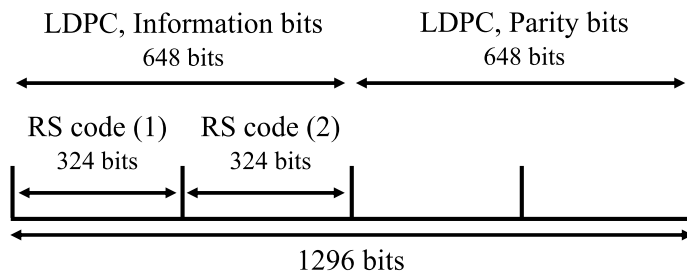 LDPC, Information bits
648 bits
LDPC, Parity bits
648 bits
RS code (1)
324 bits
RS code (2)
324 bits
1296 bits